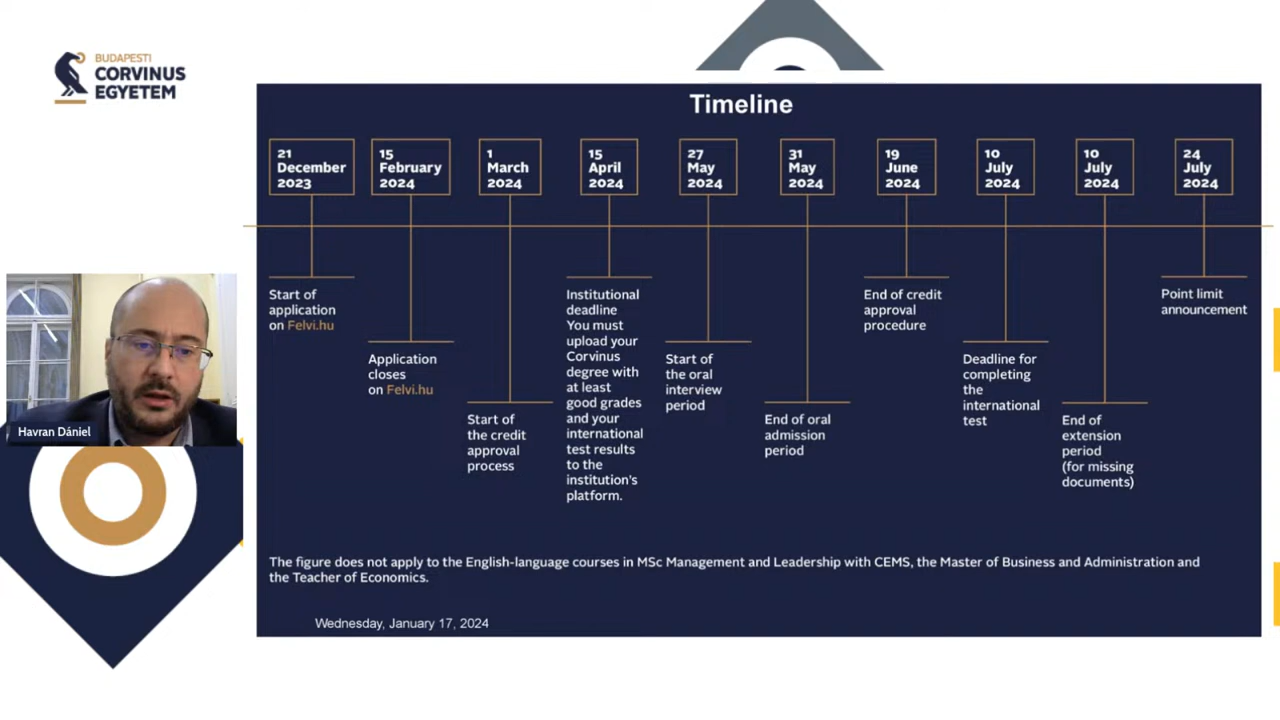 BUDAPESTI
CORVINUS
EGYETEM
Timeline
21
December
2023
15
February
2024
1
March
2024
15
April
2024
27
May
2024
31
May
2024
19
June
2024
10
July
2024
10
July
2024
24
July
2024
Start of
application
on Felvi.hu
Application
closes
on Felvi.hu
Start of
the credit
approval
process
Institutional
deadline
You must
upload your
Corvinus
degree with
at least
good grades
and your
international
test results
to the
institution's
platform.
Start of
the oral
interview
period
End of oral
admission
period
End of credit
approval
procedure
Deadline for
completing
the
international
test
End of
extension
period
(for missing
documents)
Point limit
announcement
Havran Dániel
The figure does not apply to the English-language courses in MSc Management and Leadership with CEMS, the Master of Business and Administration and
the Teacher of Economics.
Wednesday, January 17, 2024